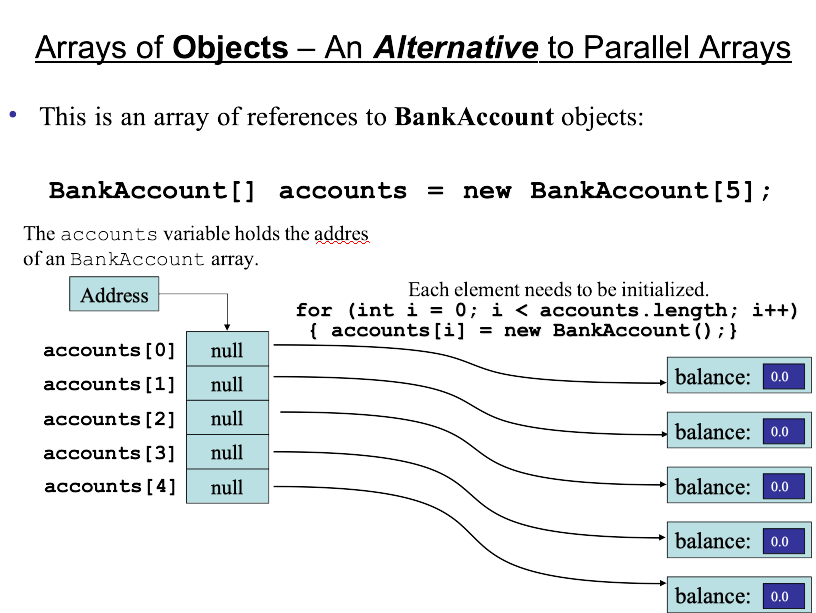 Arrays of Objects – An Alternative to Parallel Arrays
• This is an array of references to BankAccount objects:
BankAccount[] accounts = new BankAccount[5];
The accounts variable holds the addres
of an BankAccount array.
Address
Each element needs to be initialized.
for (int i = 0; i < accounts.length; i++)
{ accounts[i] = new BankAccount();}
accounts[0] null
accounts[1] null
accounts[2] null
accounts[3] null
accounts[4] null
balance: 0.0
balance: 0.0
balance: 0.0
balance: 0.0
balance: 0.0